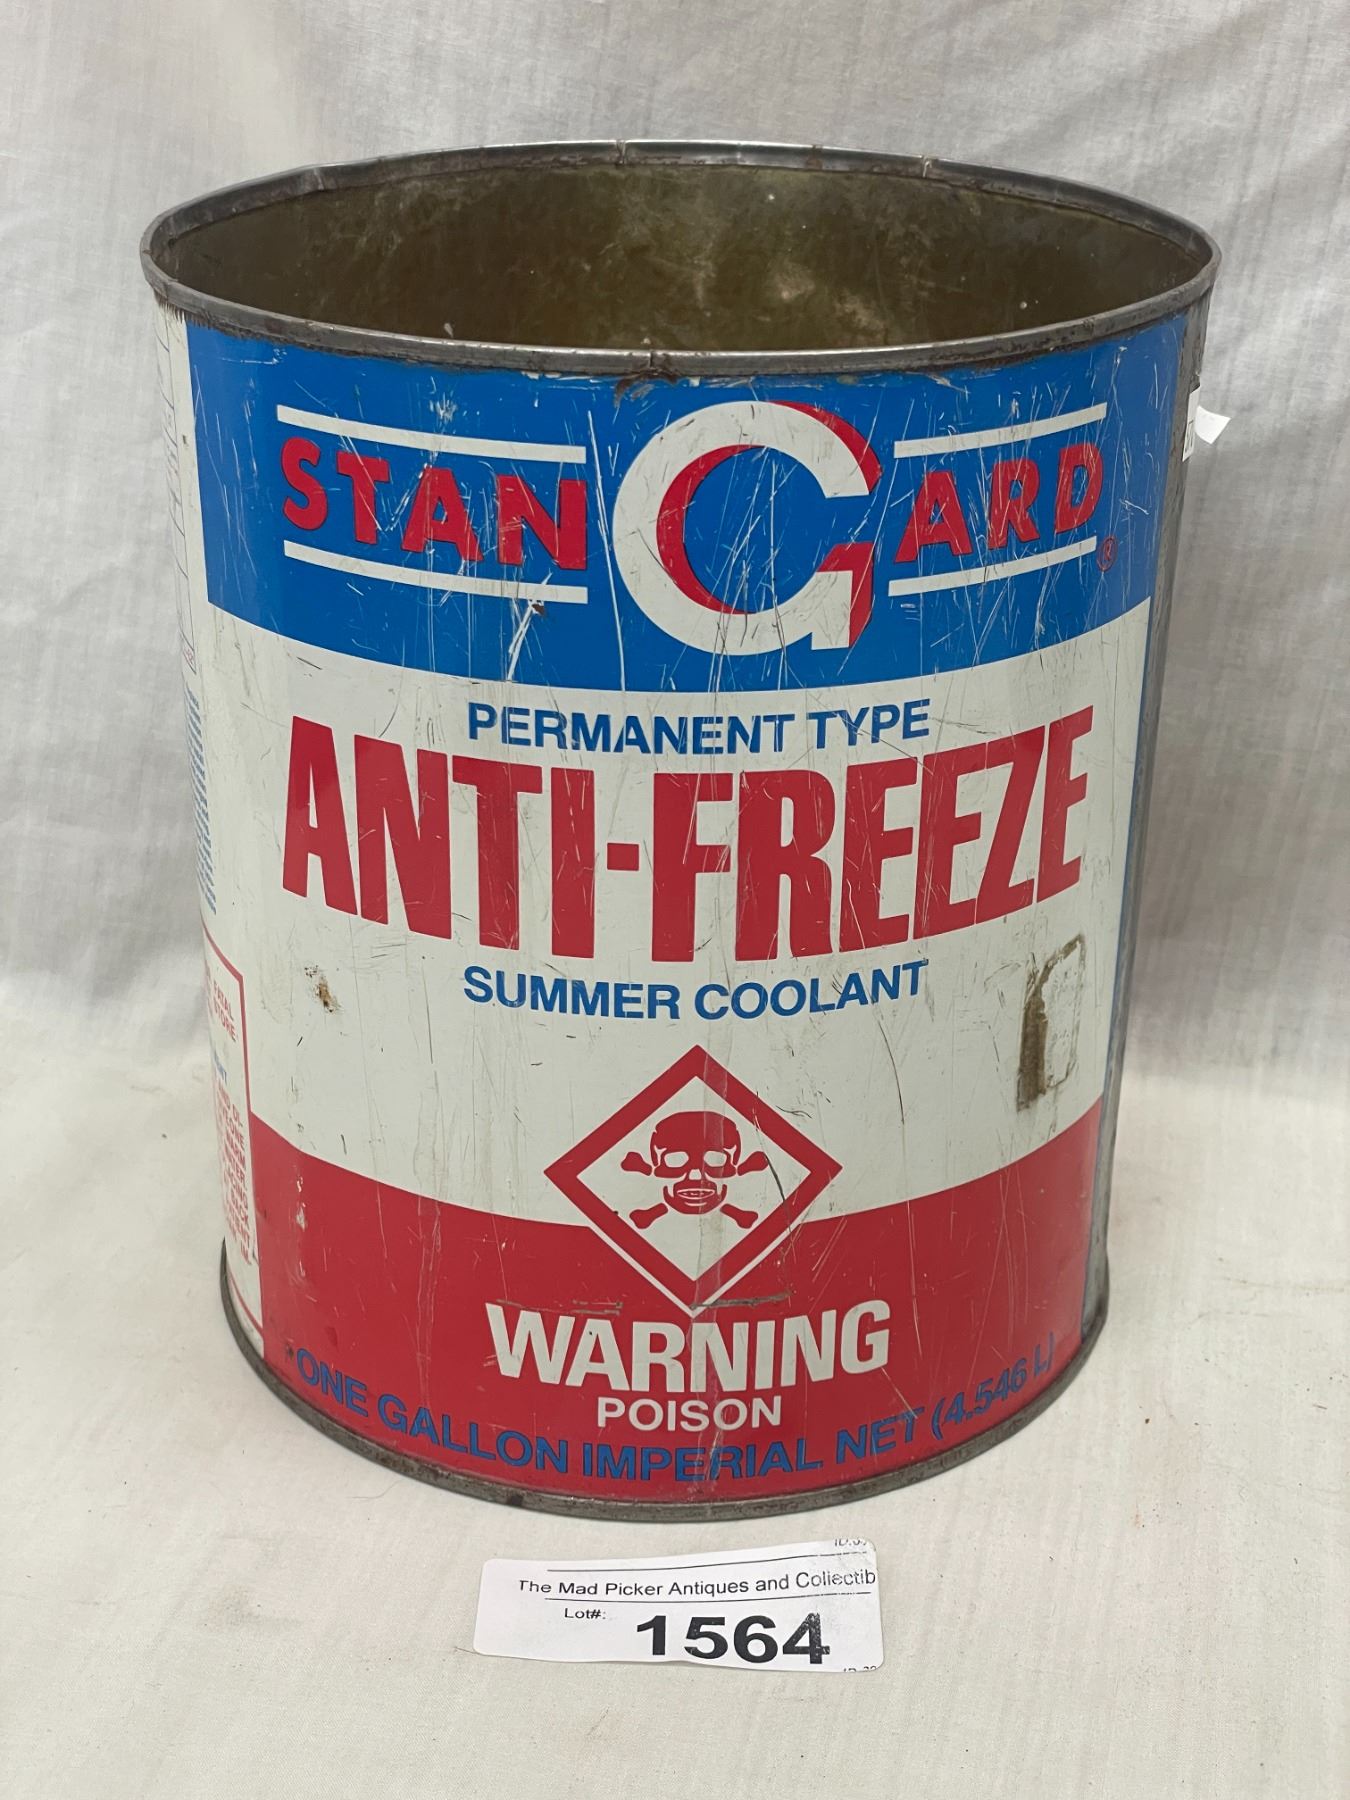 STANGARD ®
PERMANENT TYPE
ANTI-FREEZE
SUMMER COOLANT
WARNING
POISON
ONE GALLON IMPERIAL NET (4.546 L)
FATAL
The Mad Picker Antiques and Collectib
Lot#:
1564